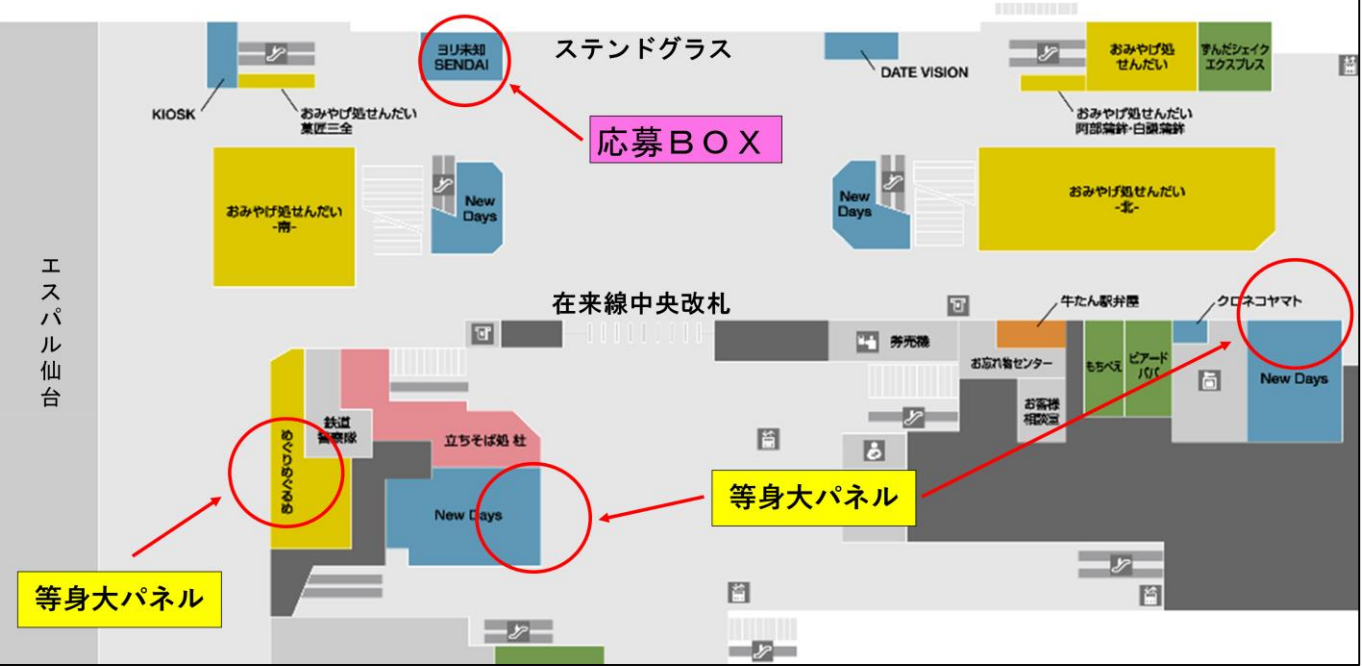 ヨリ未知
SENDAI
ステンドグラス
DATE VISION
おみやげ処
せんだい
ずんだシェイク
エクスプレス
KIOSK
おみやげ処せんだい
菓匠三全
応募BOX
おみやげ処せんだい
阿部蒲鉾・白謙蒲鉾
おみやげ処せんだい
-南-
New
Days
New
Days
おみやげ処せんだい
-北-
エスパル仙台
在来線中央改札
牛たん駅弁屋
クロネコヤマト
券売機
お忘れ物センター
もちべえ
ビアード
パパ
New Days
お客様
相談室
鉄道
警察隊
めぐりめぐるめ
立ちそば処 杜
New Days
等身大パネル
等身大パネル